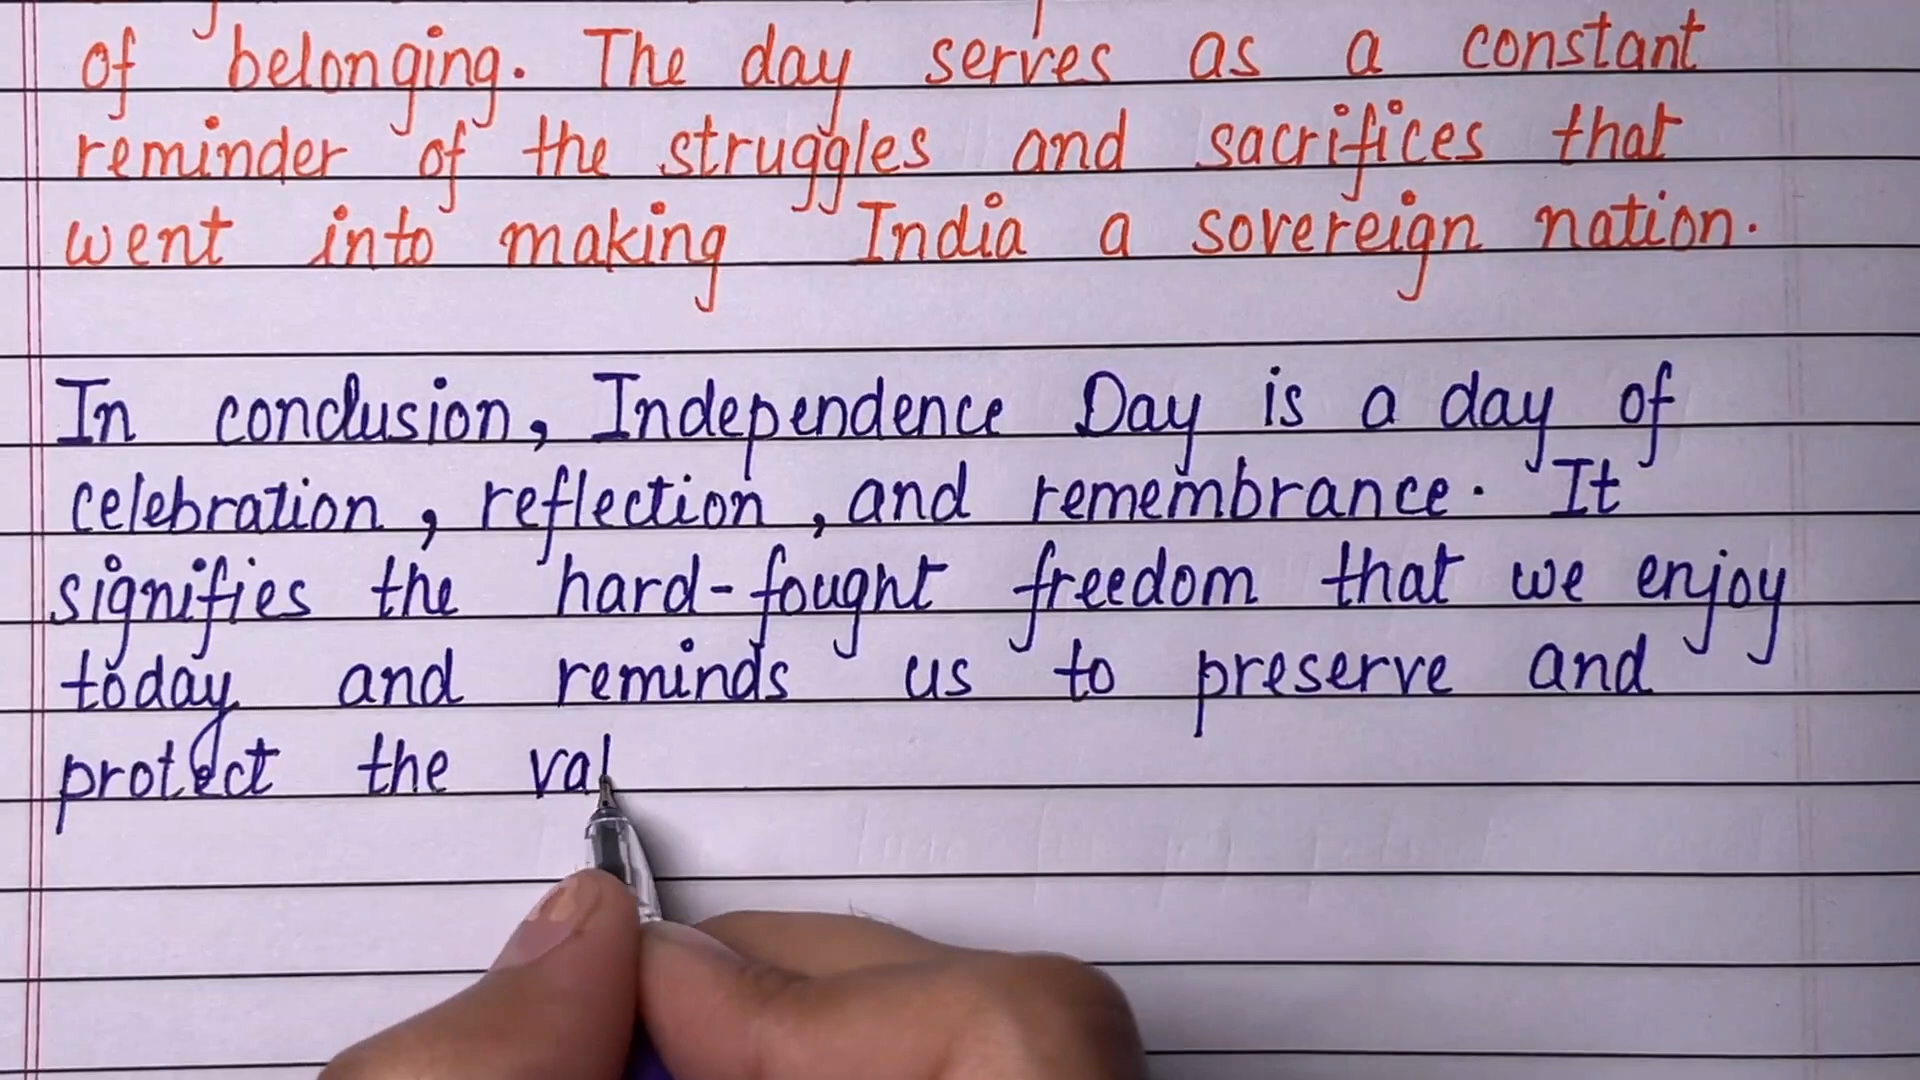 of belonging. The day serves as a constant
reminder of the struggles and sacrifices that
went into making India a sovereign nation.
In conclusion, Independence Day is a day of
celebration, reflection, and remembrance. It
signifies the hard-fought freedom that we enjoy
today and reminds us to preserve and
protect the val